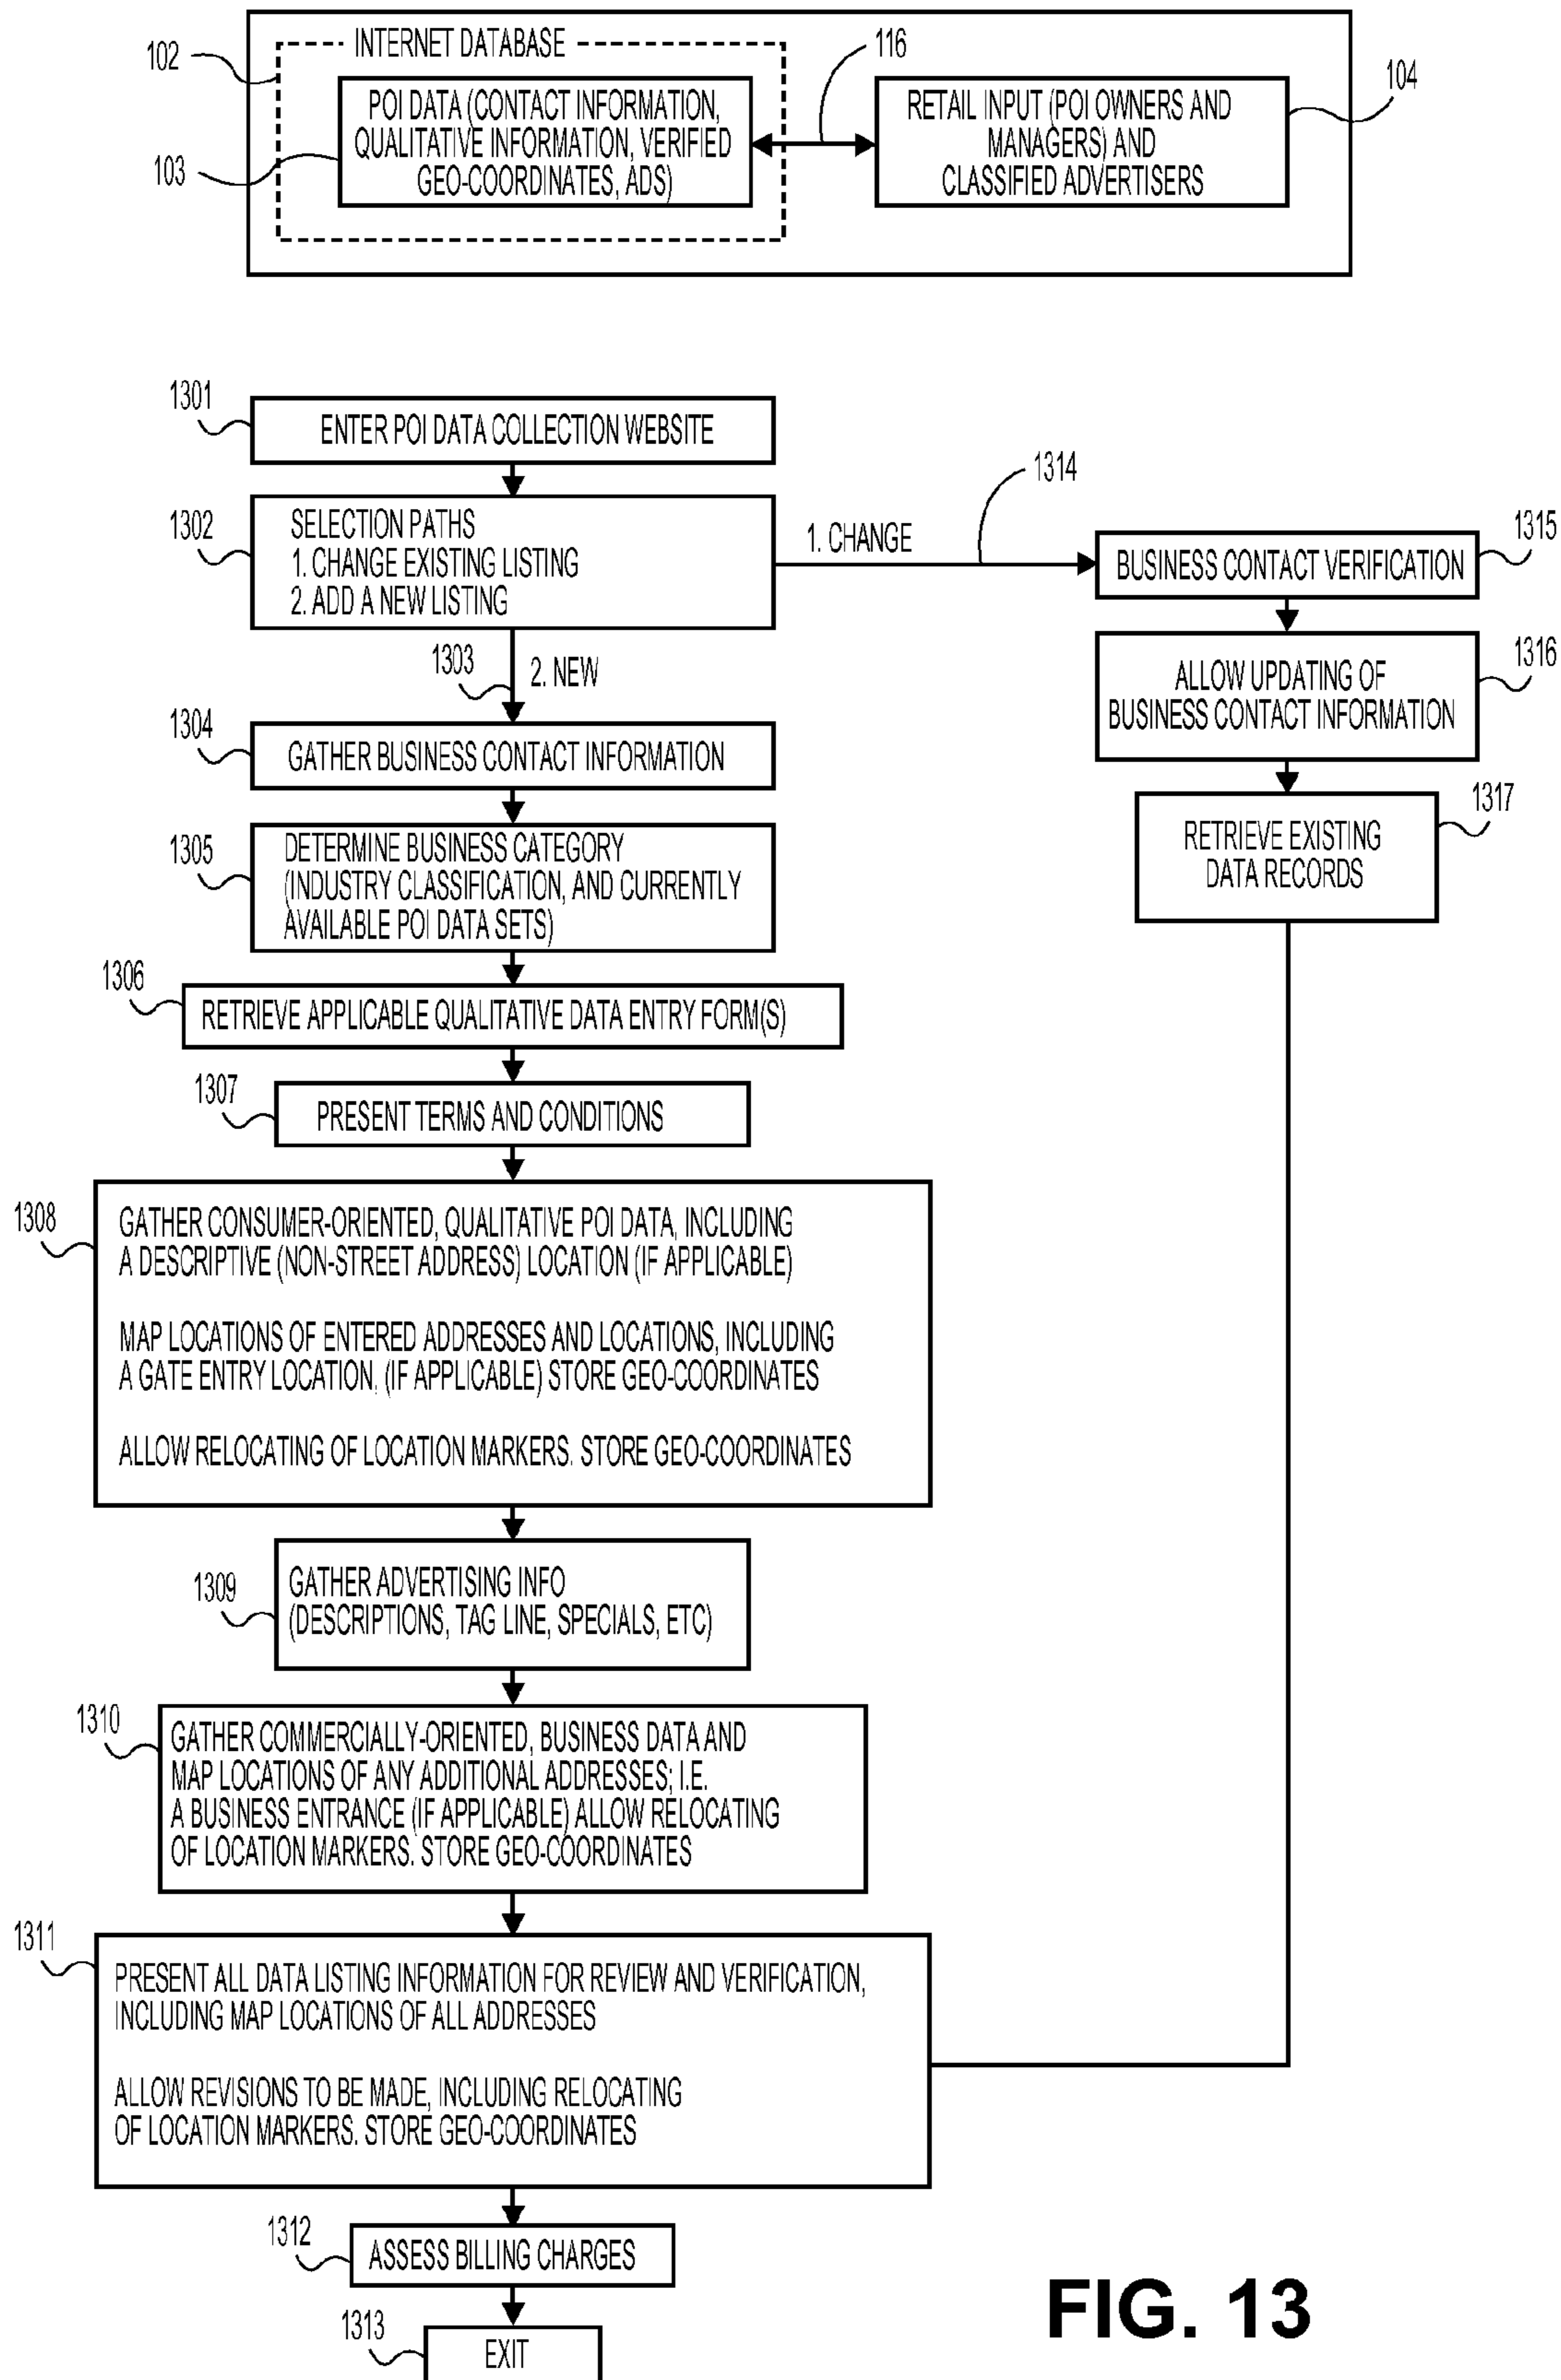 INTERNET DATABASE
116
102
104
POI DATA (CONTACT INFORMATION,
QUALITATIVE INFORMATION, VERIFIED
GEO-COORDINATES, ADS)
RETAIL INPUT (POI OWNERS AND
MANAGERS) AND
CLASSIFIED ADVERTISERS
103
1301
ENTER POI DATA COLLECTION WEBSITE
1314
1302
SELECTION PATHS
1. CHANGE EXISTING LISTING
2. ADD A NEW LISTING
1. CHANGE
1315
BUSINESS CONTACT VERIFICATION
1303
2. NEW
1316
ALLOW UPDATING OF
BUSINESS CONTACT INFORMATION
1304
GATHER BUSINESS CONTACT INFORMATION
1317
RETRIEVE EXISTING
DATA RECORDS
1305
DETERMINE BUSINESS CATEGORY
(INDUSTRY CLASSIFICATION, AND CURRENTLY
AVAILABLE POI DATA SETS)
1306
RETRIEVE APPLICABLE QUALITATIVE DATA ENTRY FORM(S)
1307
PRESENT TERMS AND CONDITIONS
1308
GATHER CONSUMER-ORIENTED, QUALITATIVE POI DATA, INCLUDING
A DESCRIPTIVE (NON-STREET ADDRESS) LOCATION (IF APPLICABLE)
MAP LOCATIONS OF ENTERED ADDRESSES AND LOCATIONS, INCLUDING
A GATE ENTRY LOCATION, (IF APPLICABLE) STORE GEO-COORDINATES
ALLOW RELOCATING OF LOCATION MARKERS. STORE GEO-COORDINATES
1309
GATHER ADVERTISING INFO
(DESCRIPTIONS, TAG LINE, SPECIALS, ETC)
1310
GATHER COMMERCIALLY-ORIENTED, BUSINESS DATA AND
MAP LOCATIONS OF ANY ADDITIONAL ADDRESSES; I.E.
A BUSINESS ENTRANCE (IF APPLICABLE) ALLOW RELOCATING
OF LOCATION MARKERS. STORE GEO-COORDINATES
1311
PRESENT ALL DATA LISTING INFORMATION FOR REVIEW AND VERIFICATION,
INCLUDING MAP LOCATIONS OF ALL ADDRESSES
ALLOW REVISIONS TO BE MADE, INCLUDING RELOCATING
OF LOCATION MARKERS. STORE GEO-COORDINATES
1312
ASSESS BILLING CHARGES
1313
EXIT
FIG. 13